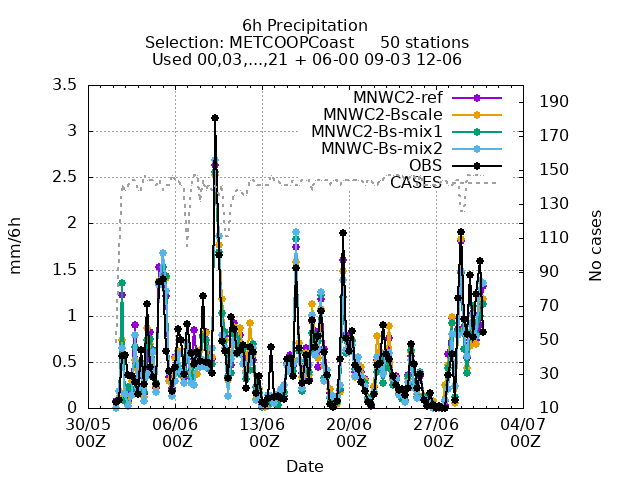 6h Precipitation
Selection: METCOOPCoast 50 stations
Used 00,03,...,21 + 06-00 09-03 12-06
3.5
3
2.5
2
1.5
1
0.5
0
mm/6h
190
170
150
130
110
90
70
50
30
10
No cases
MNWC2-ref
MNWC2-Bscale
MNWC2-Bs-mix1
MNWC-Bs-mix2
OBS
CASES
30/05 06/06 13/06 20/06 27/06 04/07
00Z 00Z 00Z 00Z 00Z 00Z
Date